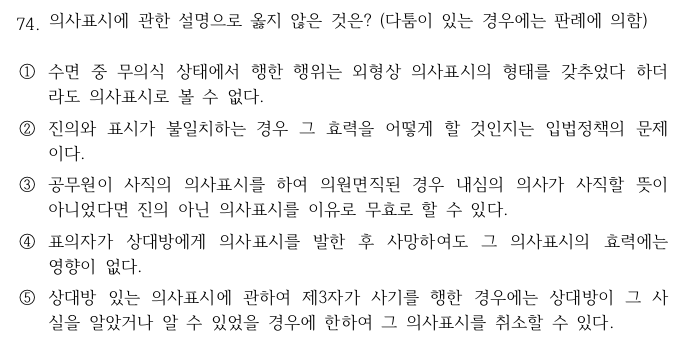 74. 의사표시에 관한 설명으로 옳지 않은 것은? (다툼이 있는 경우에는 판례에 의함)
① 수면 중 무의식 상태에서 행한 행위는 외형상 의사표시의 형태를 갖추었다 하더
라도 의사표시로 볼 수 없다.
② 진의와 표시가 불일치하는 경우 그 효력을 어떻게 할 것인지는 입법정책의 문제
이다.
③ 공무원이 사직의 의사표시를 하여 의원면직된 경우 내심의 의사가 사직할 뜻이
아니었다면 진의 아닌 의사표시를 이유로 무효로 할 수 있다.
④ 표의자가 상대방에게 의사표시를 발한 후 사망하여도 그 의사표시의 효력에는
영향이 없다.
⑤ 상대방 있는 의사표시에 관하여 제3자가 사기를 행한 경우에는 상대방이 그 사
실을 알았거나 알 수 있었을 경우에 한하여 그 의사표시를 취소할 수 있다.